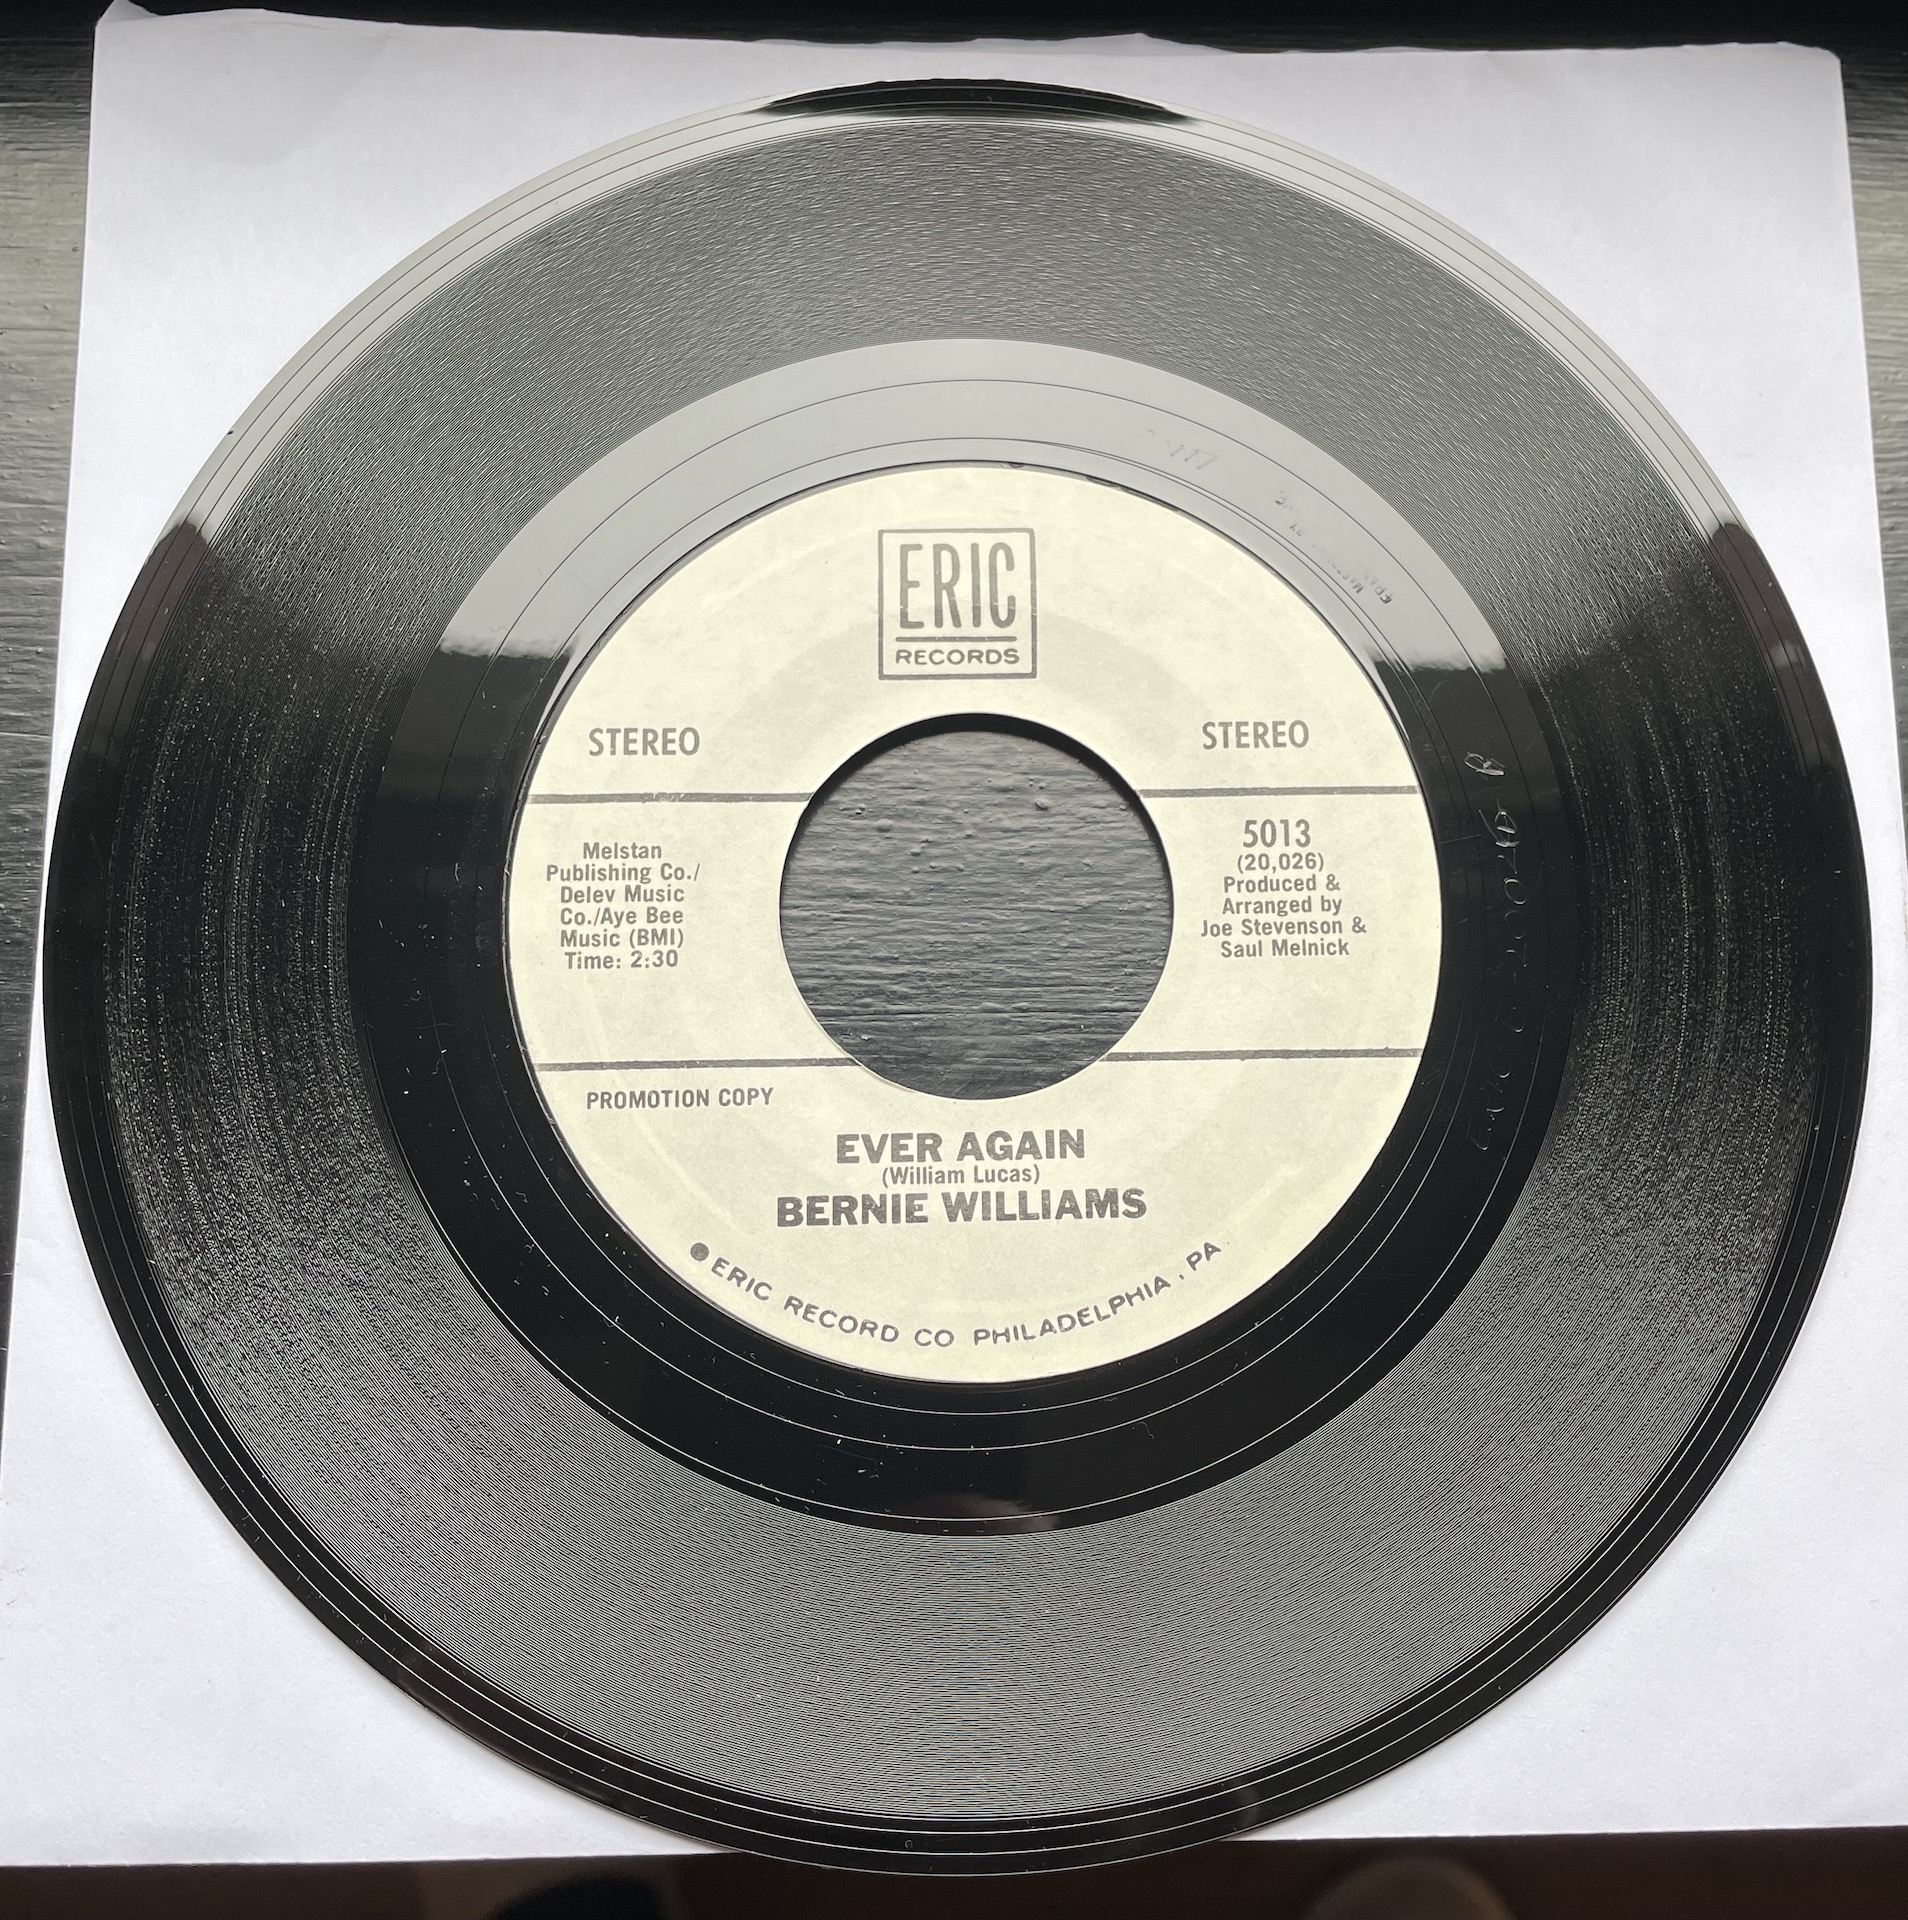 ERIC
RECORDS
STEREO
STEREO
Melstan
Publishing Co./
Delev Music
Co./Aye Bee
Music (BMI)
Time: 2:30
5013
(20,026)
Produced &
Arranged by
Joe Stevenson &
Saul Melnick
PROMOTION COPY
EVER AGAIN
(William Lucas)
BERNIE WILLIAMS
ERIC RECORD CO PHILADELPHIA, PA.